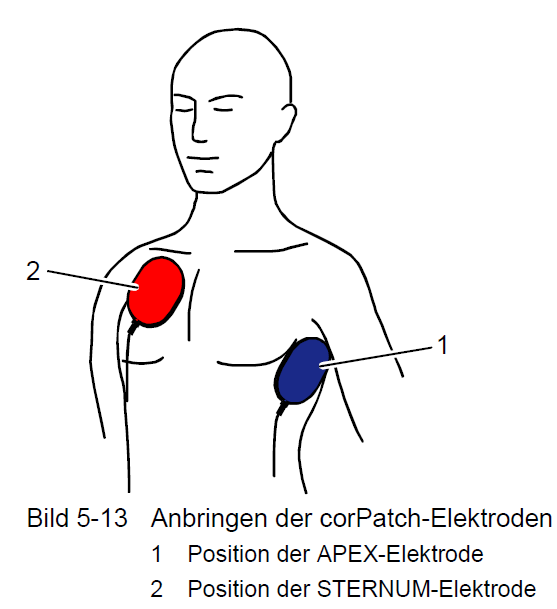 2
1
Bild 5-13 Anbringen der corPatch-Elektroden
1 Position der APEX-Elektrode
2 Position der STERNUM-Elektrode